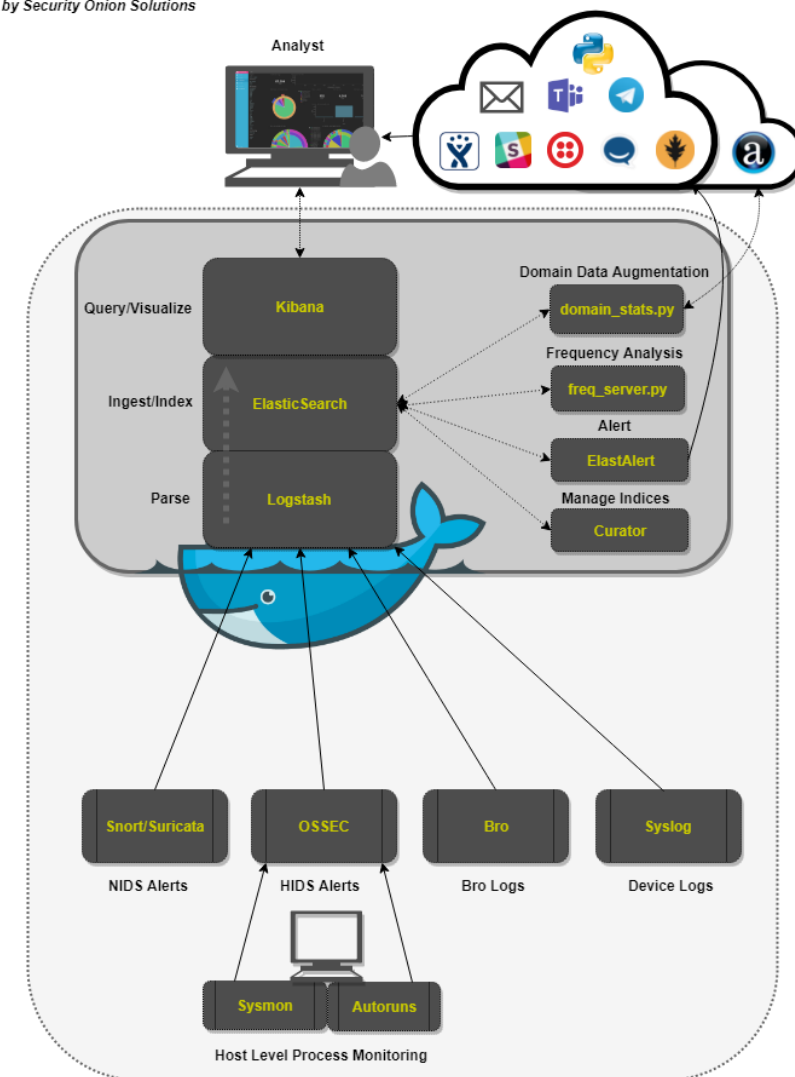 by Security Onion Solutions
Analyst
T
S
a
Query/Visualize
Kibana
Domain Data Augmentation
domain_stats.py
Frequency Analysis
freq_server.py
Ingest/Index
ElasticSearch
Alert
ElastAlert
Parse
Logstash
Manage Indices
Curator
Snort/Suricata
OSSEC
Bro
Syslog
NIDS Alerts
HIDS Alerts
Bro Logs
Device Logs
Sysmon
Autoruns
Host Level Process Monitoring